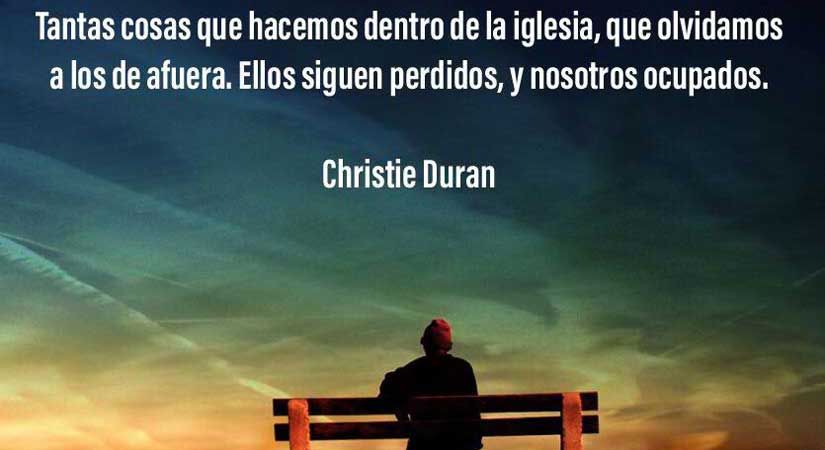 Tantas cosas que hacemos dentro de la iglesia, que olvidamos
a los de afuera. Ellos siguen perdidos, y nosotros ocupados.
Christie Duran